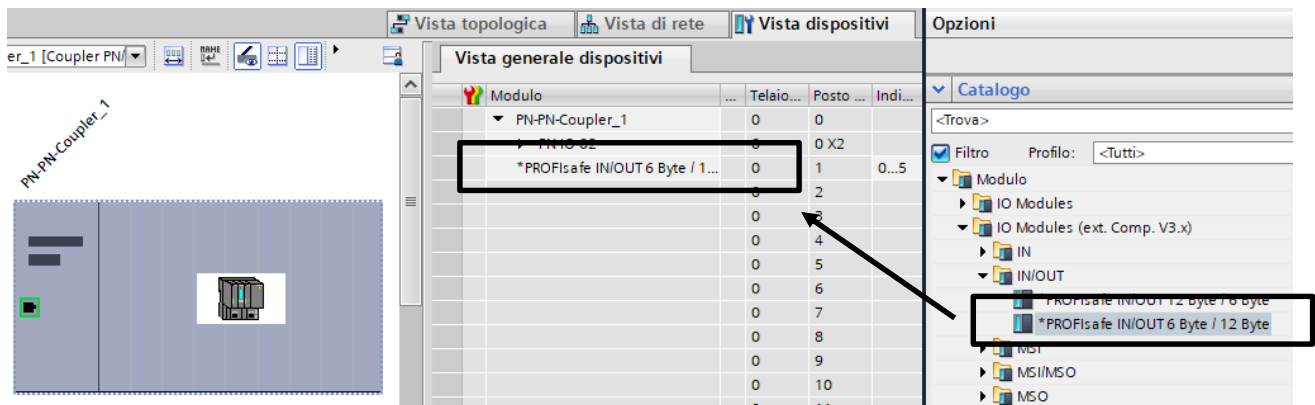 Vista topologica
Vista di rete
Vista dispositivi
Opzioni
er_1 [Coupler PN/
Vista generale dispositivi
Catalogo
Modulo ... Telaio... Posto ... Indi...
<Trova>
PN-PN-Coupler_1 0 0
Filtro Profilo: <Tutti>
0 X2
*PROFIsafe IN/OUT 6 Byte / 1... 0 1 0...5
Modulo
0 2
IO Modules
0 3
IO Modules (ext. Comp. V3.x)
0 4
IN
0 5
IN/OUT
0 6
*PROFIsafe IN/OUT 12 Byte / 6 Byte
0 7
*PROFIsafe IN/OUT 6 Byte / 12 Byte
0 8
MSI
0 9
MSI/MSO
0 10
MSO
PN-PN-Coupler_1
NAME